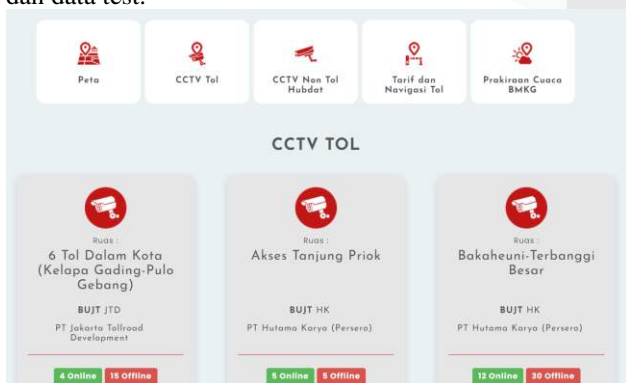 dan data test.
Peta
CCTV Tol
CCTV Non Tol
Hubdat
Tarif dan
Navigasi Tol
Prakiraan Cuaca
BMKG
CCTV TOL
Ruas :
6 Tol Dalam Kota
(Kelapa Gading-Pulo
Gebang)
BUJT JTD
PT Jakarta Tollroad
Development
4 Online 15 Offline
Ruas :
Akses Tanjung Priok
BUJT HK
PT Hutama Karya (Persero)
5 Online 5 Offline
Ruas :
Bakaheuni-Terbanggi
Besar
BUJT HK
PT Hutama Karya (Persero)
12 Online 30 Offline